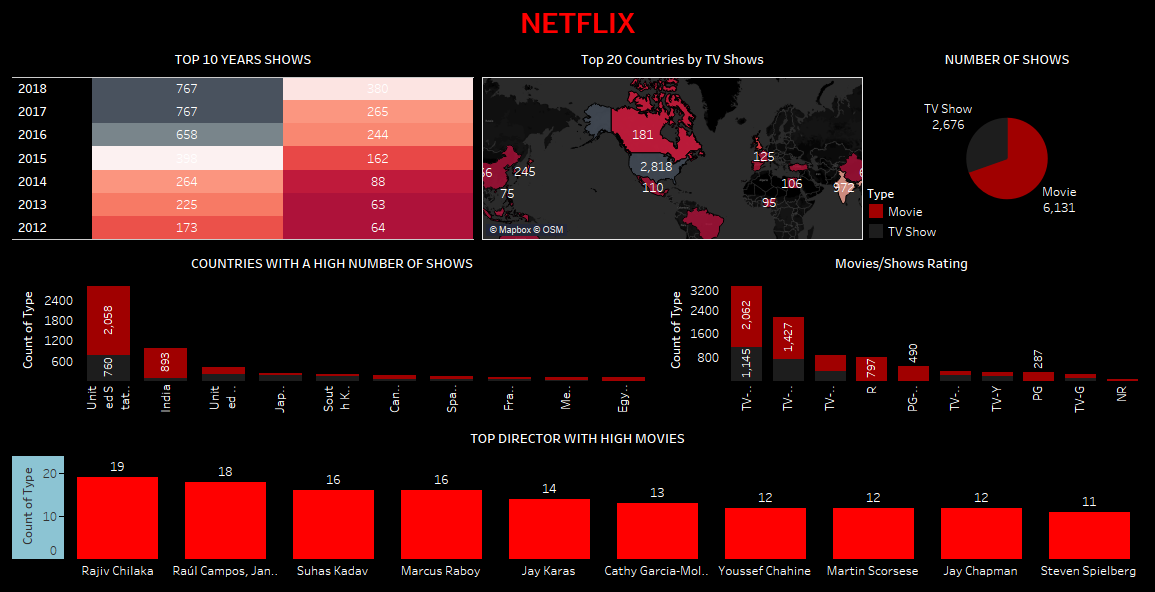 NETFLIX
TOP 10 YEARS SHOWS
2018 767 380
2017 767 265
2016 658 244
2015 162
2014 264 88
2013 225 63
2012 173 64
Top 20 Countries by TV Shows
181
2,818
125
245
110
106
972
75
95
© Mapbox © OSM
NUMBER OF SHOWS
TV Show
2,676
Movie
6,131
Type
Movie
TV Show
COUNTRIES WITH A HIGH NUMBER OF SHOWS
Count of Type
2400
1800
1200
600
2,058
760
893
Unit
ed S
tat..
India
Unit
ed ..
Jap..
Sout
h K..
Can..
Spa..
Fra..
Me..
Egy..
Movies/Shows Rating
Count of Type
3200
2400
1600
800
2,062
1,145
1,427
797
490
287
TV-..
TV-..
TV-..
R
PG-..
TV-..
TV-Y
PG
TV-G
NR
TOP DIRECTOR WITH HIGH MOVIES
Count of Type
20
10
0
19 18 16 16 14 13 12 12 12 11
Rajiv Chilaka Raúl Campos, Jan.. Suhas Kadav Marcus Raboy Jay Karas Cathy Garcia-Mol.. Youssef Chahine Martin Scorsese Jay Chapman Steven Spielberg